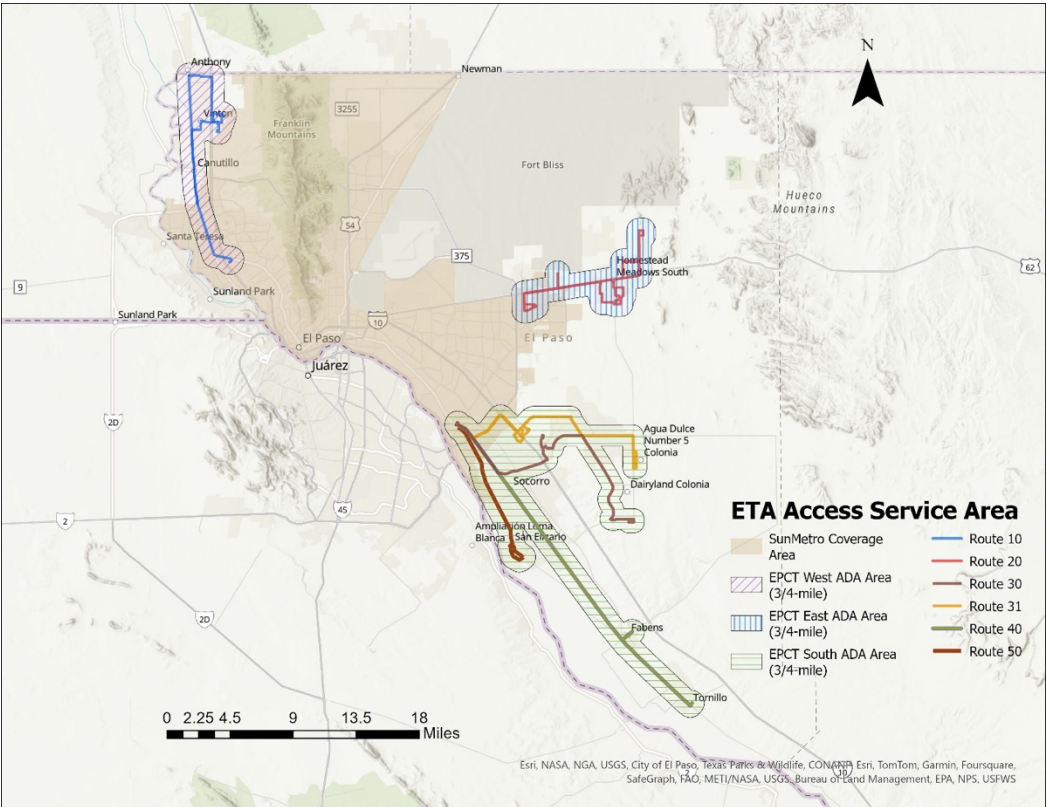 Anthony
Newman
N
3255
Vinton
Franklin
Mountains
Canutillo
Fort Bliss
Hueco
Mountains
54
Santa Teresa
375
Homestead
Meadows South
62
9
Sunland Park
Sunland Park
10
El Paso
El Paso
Juárez
2D
Agua Dulce
Number 5
Colonia
Socorro
Dairyland Colonia
45
2
Ampliación Loma
Blanca
San Elizario
ETA Access Service Area
SunMetro Coverage
Area
EPCT West ADA Area
(3/4-mile)
EPCT East ADA Area
(3/4-mile)
EPCT South ADA Area
(3/4-mile)
Route 10
Route 20
Route 30
Route 31
Route 40
Route 50
2D
Fabens
Tornillo
0 2.25 4.5 9 13.5 18
Miles
2
10
Esri, NASA, NGA, USGS, City of El Paso, Texas Parks & Wildlife, CONANP, Esri, TomTom, Garmin, Foursquare,
SafeGraph, FAO, METI/NASA, USGS, Bureau of Land Management, EPA, NPS, USFWS